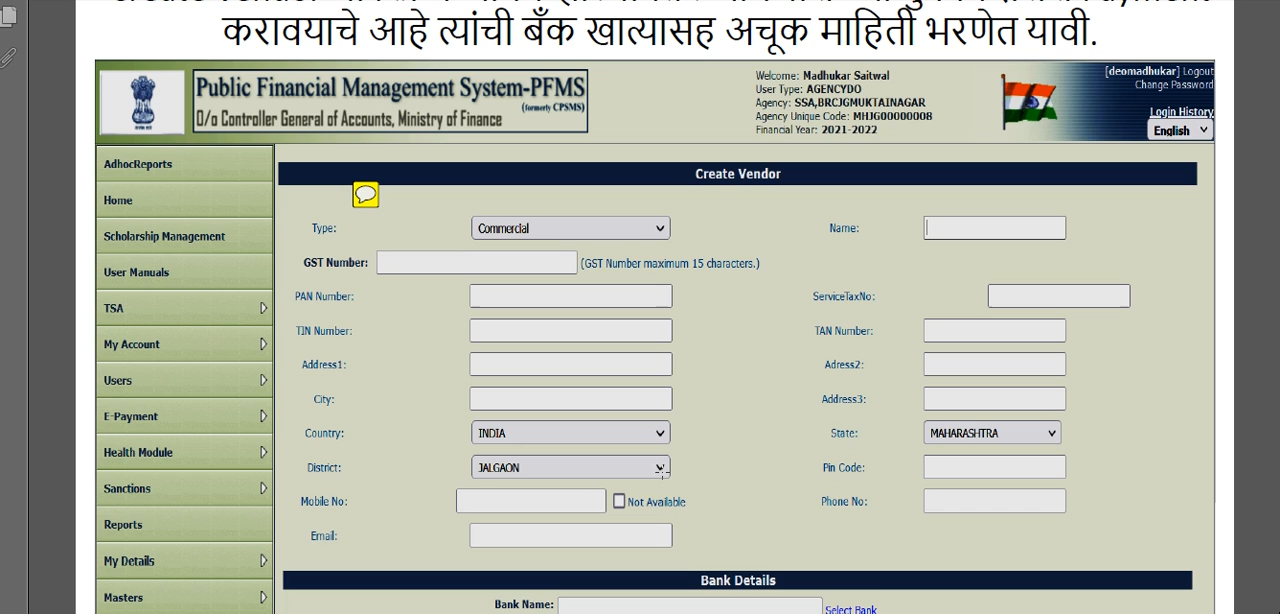 करावयाचे आहे त्यांची बँक खात्यासह अचूक माहिती भरणेत यावी.
Public Financial Management System-PFMS
(formerly CPSMS)
O/o Controller General of Accounts, Ministry of Finance
Welcome: Madhukar Saitwal
User Type: AGENCYDO
Agency: SSA,BRCJGMUKTAINAGAR
Agency Unique Code: MHJG00000008
Financial Year: 2021-2022
[deomadhukar] Logout
Change Password
Login History
English
AdhocReports
Home
Scholarship Management
User Manuals
TSA
My Account
Users
E-Payment
Health Module
Sanctions
Reports
My Details
Masters
Create Vendor
Type: Commercial Name:
GST Number: (GST Number maximum 15 characters.)
PAN Number: ServiceTaxNo:
TIN Number: TAN Number:
Address1: Adress2:
City: Address3:
Country: INDIA State: MAHARASHTRA
District: JALGAON Pin Code:
Mobile No: Not Available Phone No:
Email:
Bank Details
Bank Name: Select Bank